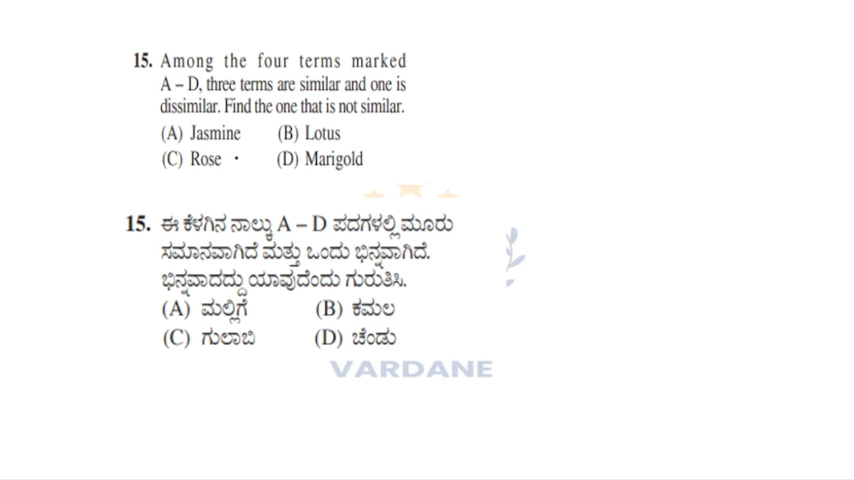 15. Among the four terms marked
A – D, three terms are similar and one is
dissimilar. Find the one that is not similar.
(A) Jasmine (B) Lotus
(C) Rose (D) Marigold
15. ಈ ಕೆಳಗಿನ ನಾಲ್ಕು A – D ಪದಗಳಲ್ಲಿ ಮೂರು
ಸಮಾನವಾಗಿದೆ ಮತ್ತು ಒಂದು ಭಿನ್ನವಾಗಿದೆ.
ಭಿನ್ನವಾದದ್ದು ಯಾವುದೆಂದು ಗುರುತಿಸಿ.
(A) ಮಲ್ಲಿಗೆ (B) ಕಮಲ
(C) ಗುಲಾಬಿ (D) ಚೆಂಡು
VARDANE